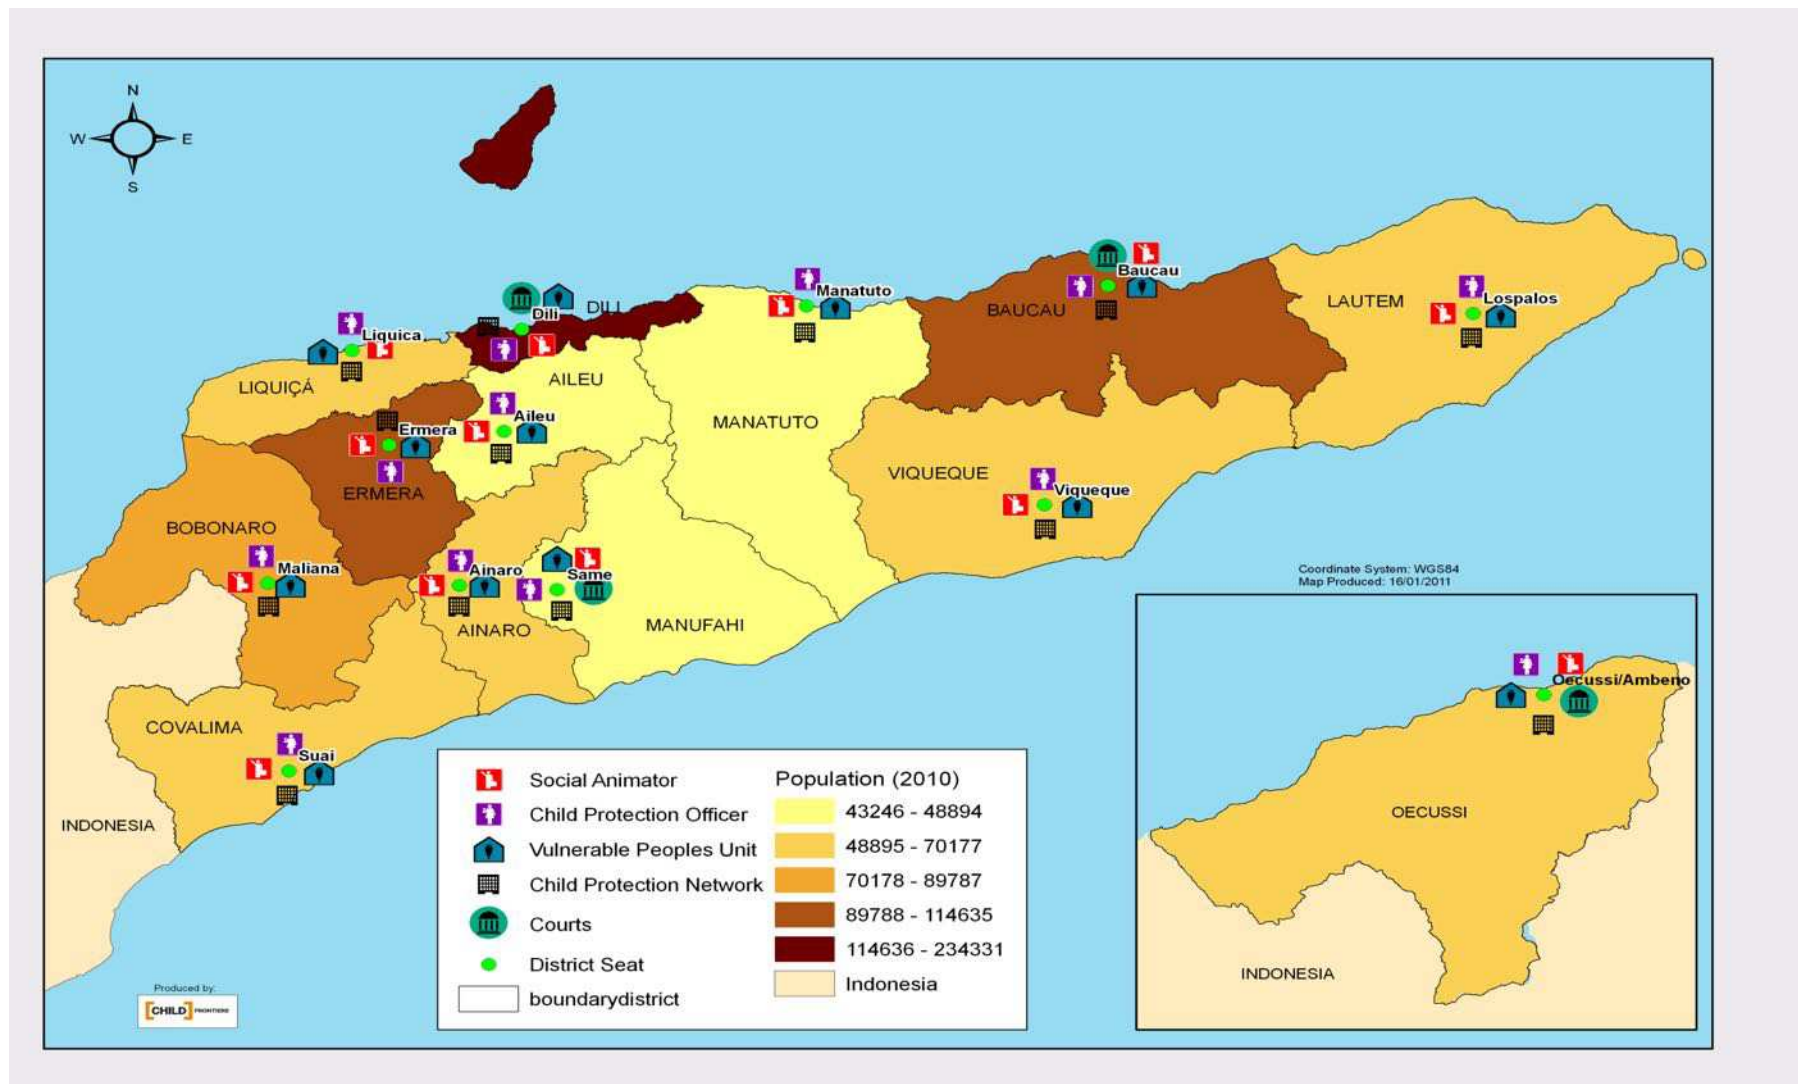 N
W E
S
DILI
Dili
Manatuto
Baucau
BAUCAU
LAUTEM
Lospalos
Liquica
LIQUIÇÁ
AILEU
Aileu
MANATUTO
Ermera
ERMERA
VIQUEQUE
Viqueque
BOBONARO
Maliana
Ainaro
Same
AINARO
MANUFAHI
Coordinate System: WGS84
Map Produced: 16/01/2011
COVALIMA
Suai
INDONESIA
Oecussi/Ambeno
OECUSSI
INDONESIA
Social Animator
Child Protection Officer
Vulnerable Peoples Unit
Child Protection Network
Courts
District Seat
boundarydistrict
Population (2010)
43246 - 48894
48895 - 70177
70178 - 89787
89788 - 114635
114636 - 234331
Indonesia
Produced by:
[CHILD] FRONTIERS